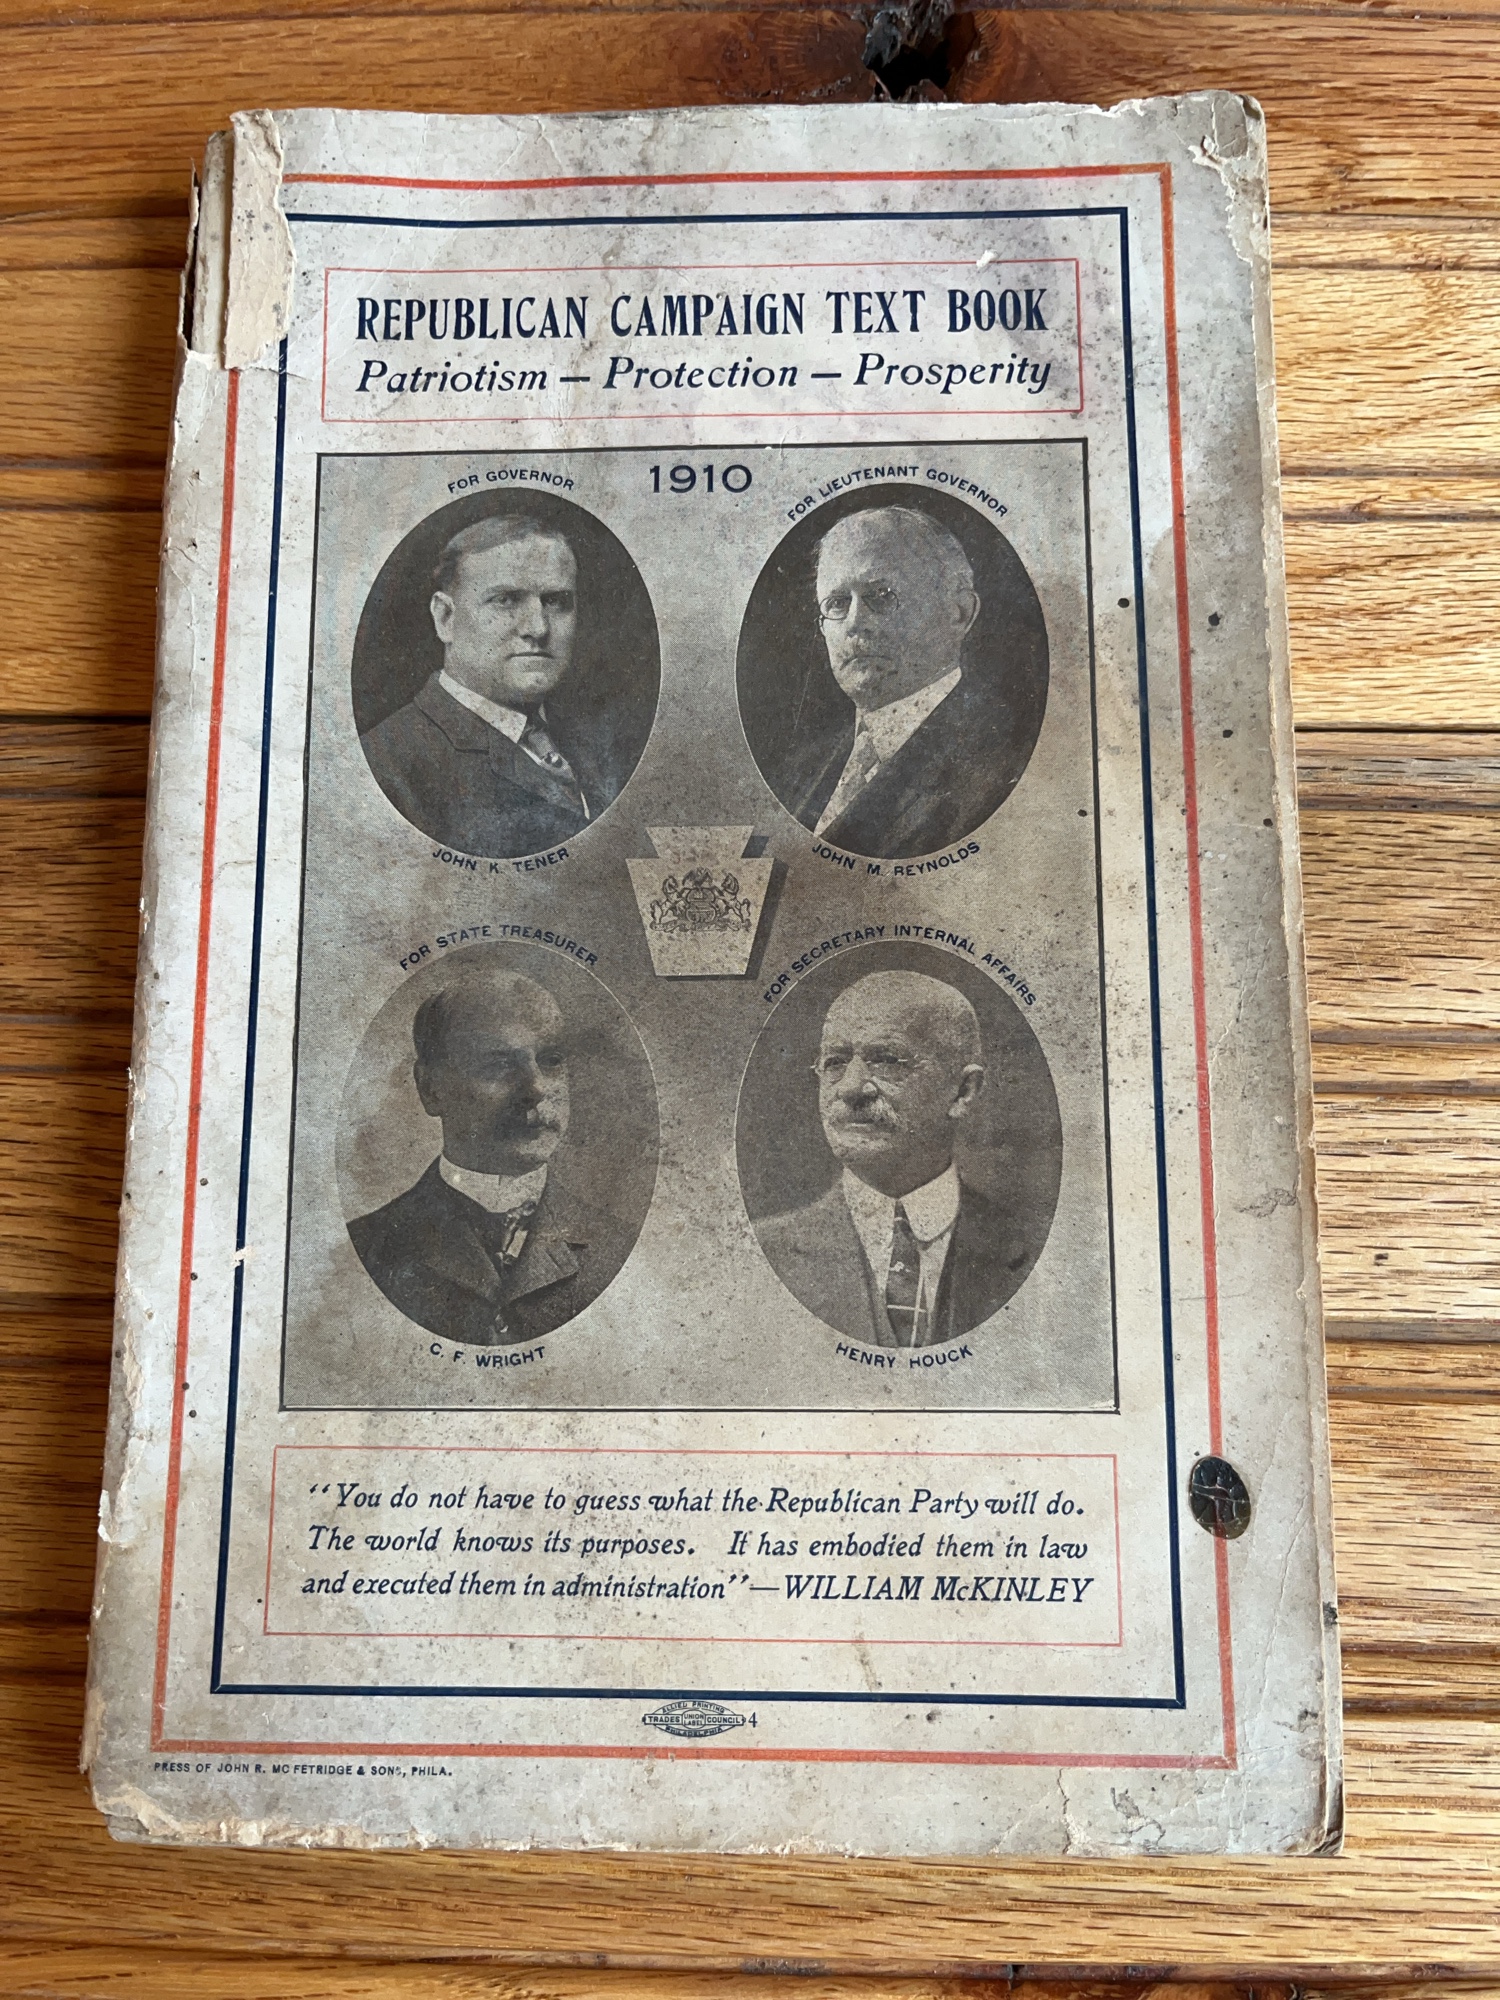 REPUBLICAN CAMPAIGN TEXT BOOK
Patriotism — Protection — Prosperity
1910
FOR GOVERNOR
JOHN K. TENER
FOR LIEUTENANT GOVERNOR
JOHN M. REYNOLDS
FOR STATE TREASURER
C. F. WRIGHT
FOR SECRETARY INTERNAL AFFAIRS
HENRY HOUCK
“You do not have to guess what the Republican Party will do.
The world knows its purposes. It has embodied them in law
and executed them in administration”—WILLIAM McKINLEY
ALLIED PRINTING
TRADES UNION LABEL COUNCIL 4
PHILADELPHIA
PRESS OF JOHN R. MC FETRIDGE & SONS, PHILA.